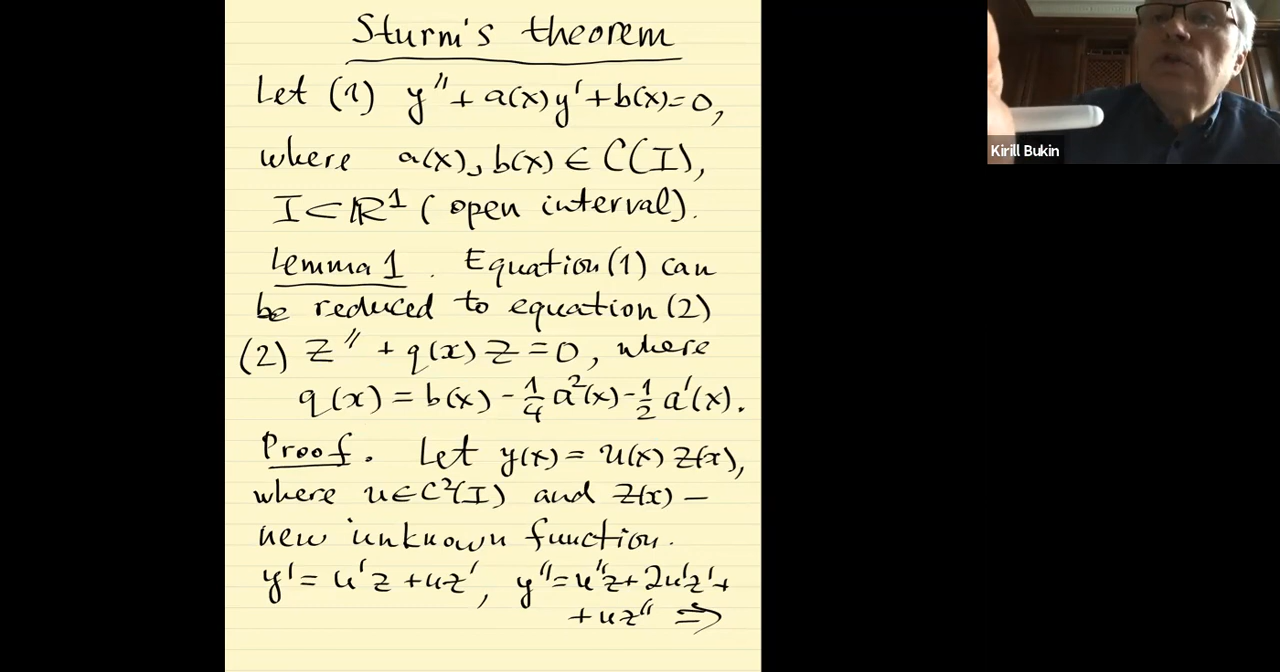 Sturm's theorem
Let (1) y'' + a(x)y' + b(x) = 0,
where a(x), b(x) ∈ C(I),
I ⊂ ℝ¹ (open interval).
Lemma 1. Equation (1) can
be reduced to equation (2)
(2) z'' + q(x) z = 0, where
q(x) = b(x) - 1/4 a²(x) - 1/2 a'(x).
Proof. Let y(x) = u(x) z(x),
where u ∈ C²(I) and z(x) –
new unknown function.
y' = u'z + uz', y'' = u''z + 2u'z' +
+ uz'' ⇒
Kirill Bukin